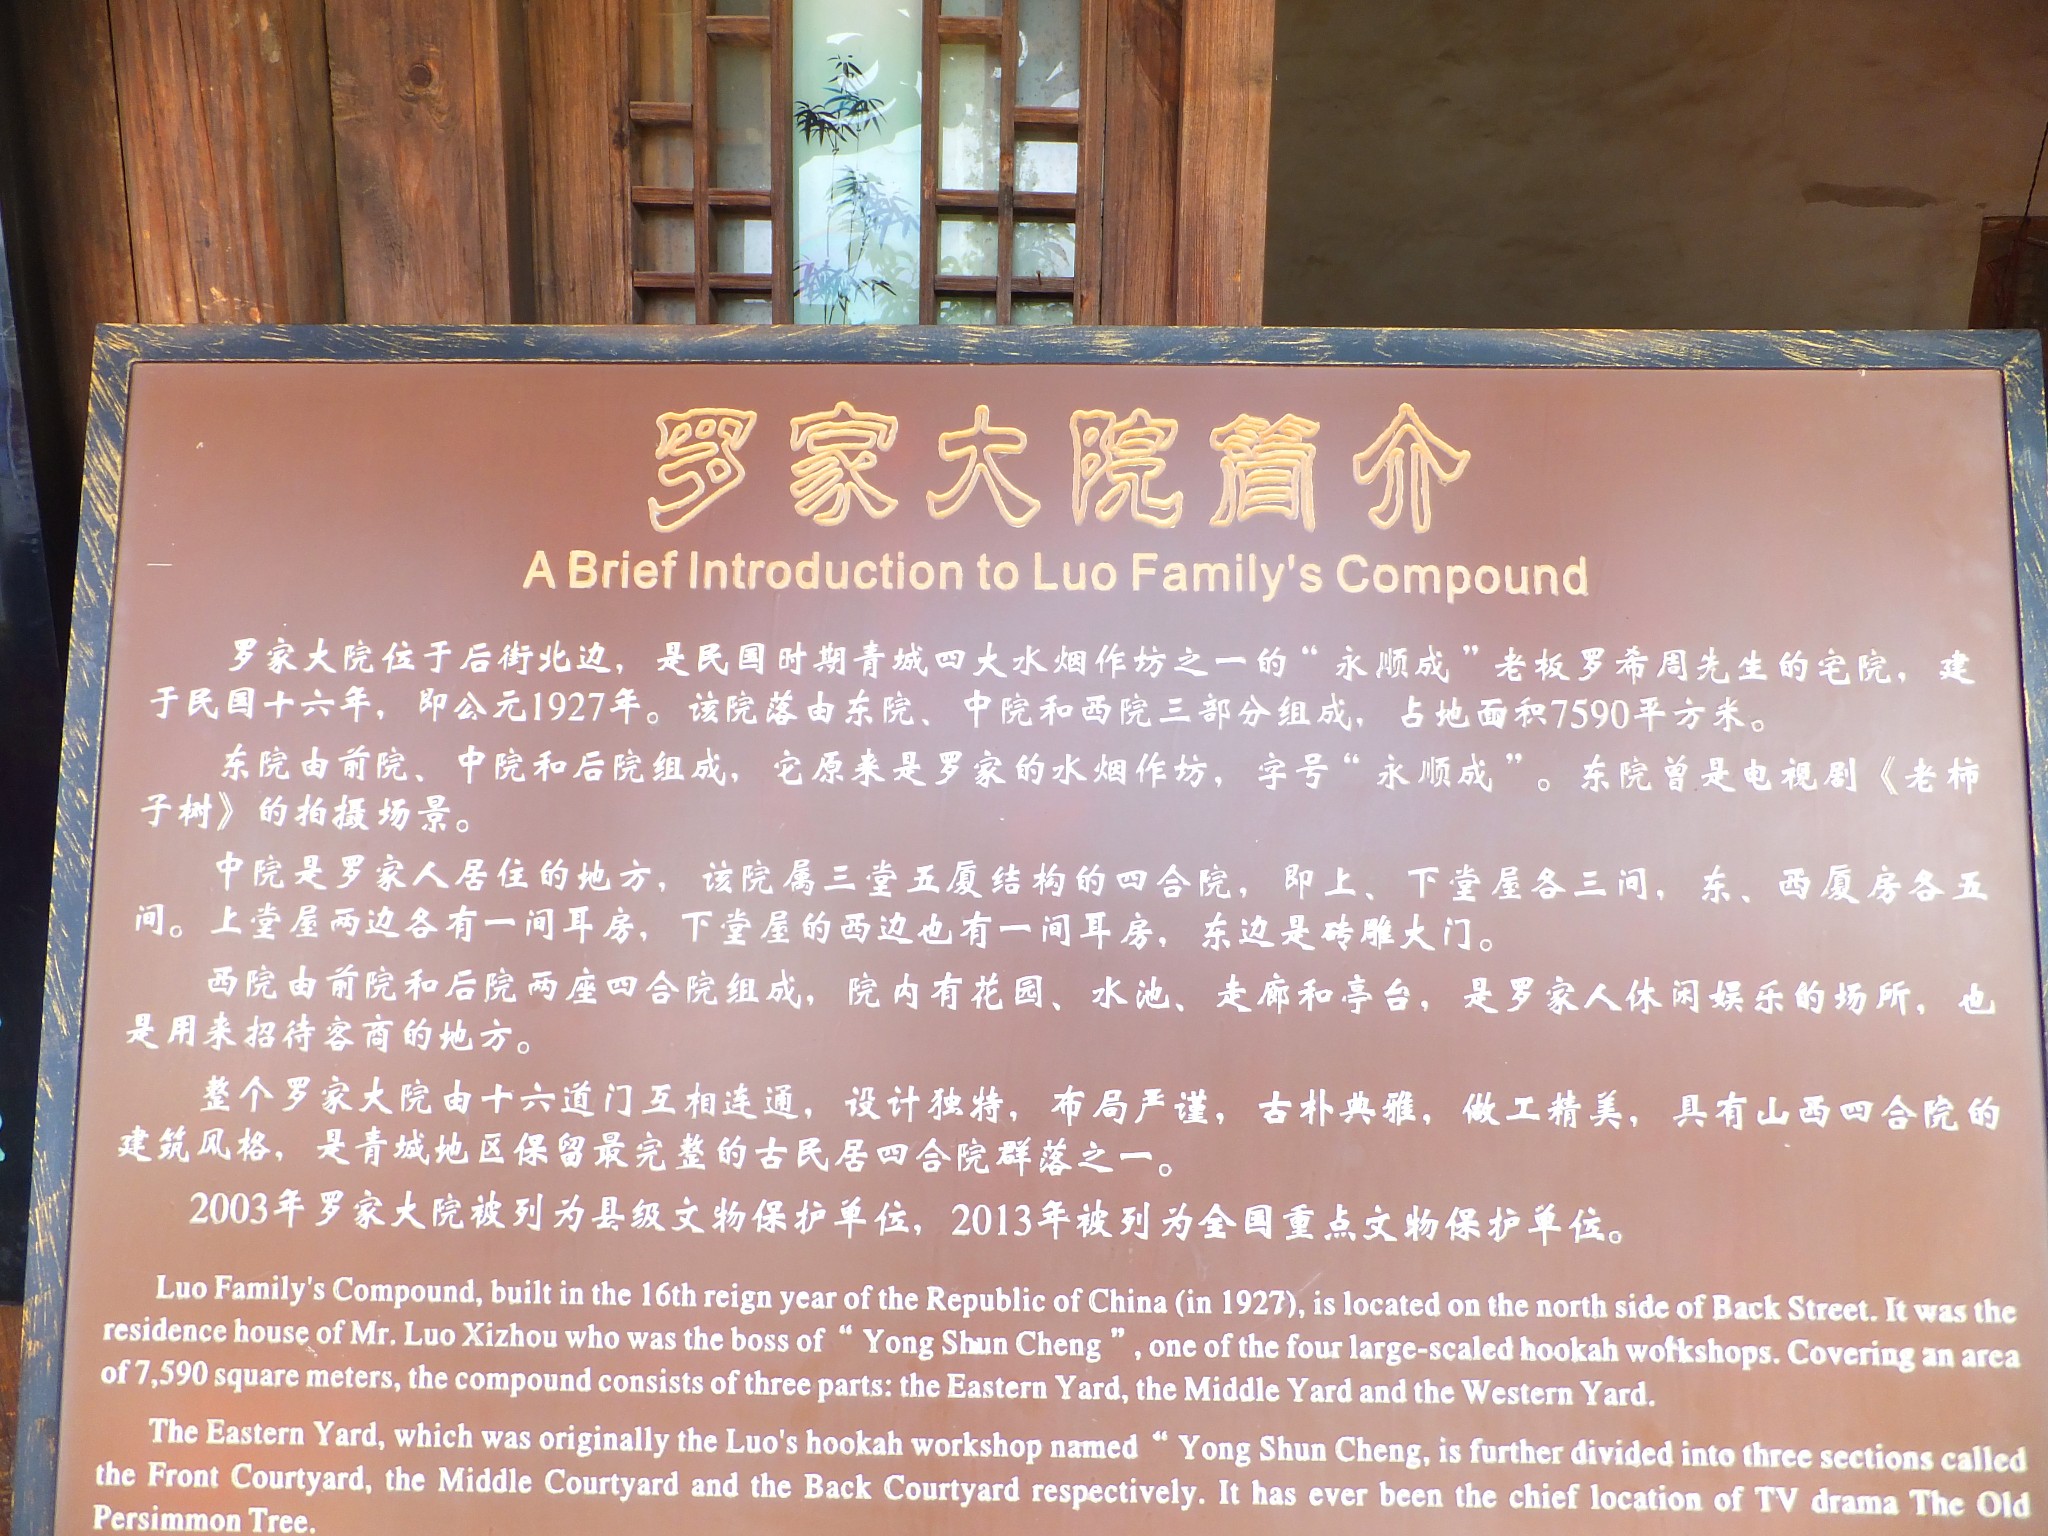 罗家大院简介
A Brief Introduction to Luo Family's Compound
罗家大院位于后街北边，是民国时期青城四大水烟作坊之一的“永顺成”老板罗希周先生的宅院，建
于民国十六年，即公元1927年。该院落由东院、中院和西院三部分组成，占地面积7590平方米。
东院由前院、中院和后院组成，它原来是罗家的水烟作坊，字号“永顺成”。东院曾是电视剧《老柿
子树》的拍摄场景。
中院是罗家人居住的地方，该院属三堂五厦结构的四合院，即上、下堂屋各三间，东、西厦房各五
间。上堂屋两边各有一间耳房，下堂屋的西边也有一间耳房，东边是砖雕大门。
西院由前院和后院两座四合院组成，院内有花园、水池、走廊和亭台，是罗家人休闲娱乐的场所，也
是用来招待客商的地方。
整个罗家大院由十六道门互相连通，设计独特，布局严谨，古朴典雅，做工精美，具有山西四合院的
建筑风格，是青城地区保留最完整的古民居四合院群落之一。
2003年罗家大院被列为县级文物保护单位，2013年被列为全国重点文物保护单位。
Luo Family's Compound, built in the 16th reign year of the Republic of China (in 1927), is located on the north side of Back Street. It was the
residence house of Mr. Luo Xizhou who was the boss of “ Yong Shun Cheng ”, one of the four large-scaled hookah workshops. Covering an area
of 7,590 square meters, the compound consists of three parts: the Eastern Yard, the Middle Yard and the Western Yard.
The Eastern Yard, which was originally the Luo's hookah workshop named “ Yong Shun Cheng, is further divided into three sections called
the Front Courtyard, the Middle Courtyard and the Back Courtyard respectively. It has ever been the chief location of TV drama The Old
Persimmon Tree.